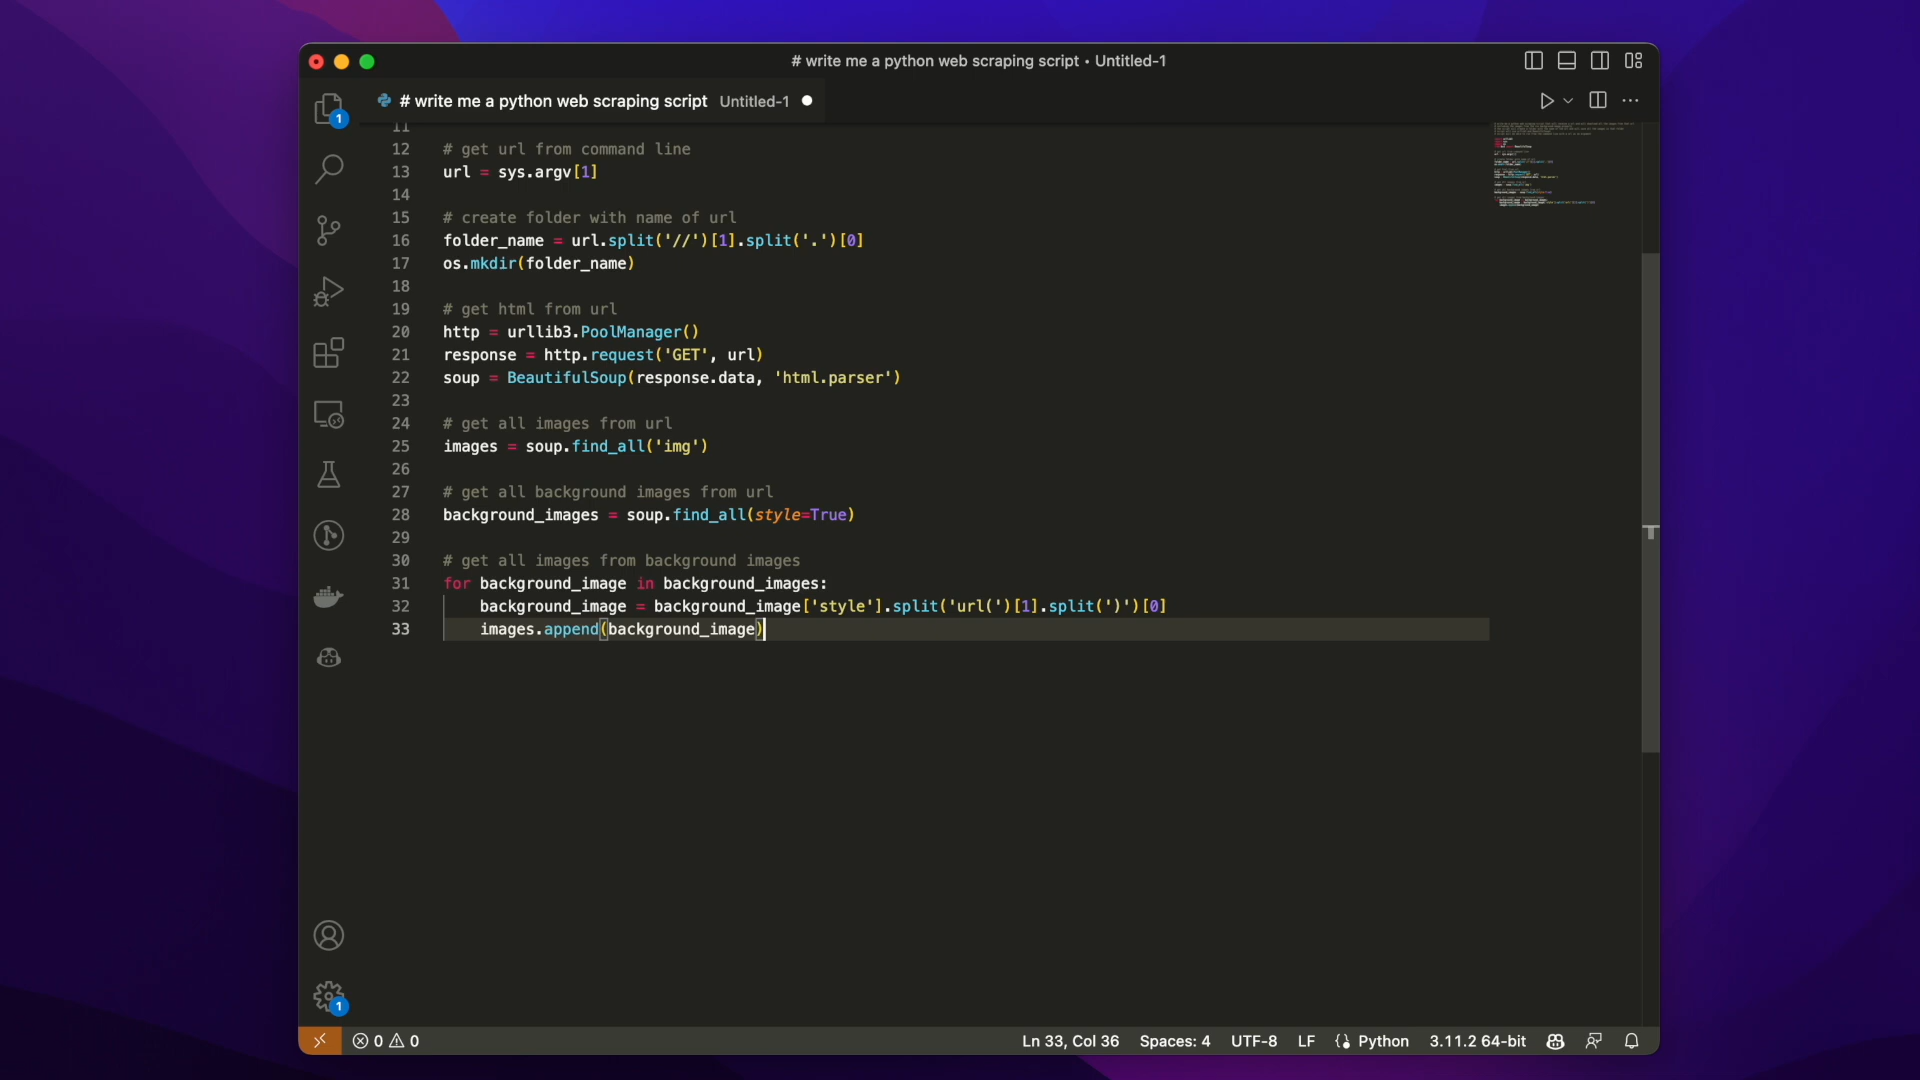 # write me a python web scraping script • Untitled-1
# write me a python web scraping script Untitled-1
1
11
12 # get url from command line
13 url = sys.argv[1]
14
15 # create folder with name of url
16 folder_name = url.split('//')[1].split('.')[0]
17 os.mkdir(folder_name)
18
19 # get html from url
20 http = urllib3.PoolManager()
21 response = http.request('GET', url)
22 soup = BeautifulSoup(response.data, 'html.parser')
23
24 # get all images from url
25 images = soup.find_all('img')
26
27 # get all background images from url
28 background_images = soup.find_all(style=True)
29
30 # get all images from background images
31 for background_image in background_images:
32 background_image = background_image['style'].split('url(')[1].split(')')[0]
33 images.append(background_image)
1
0 0 Ln 33, Col 36 Spaces: 4 UTF-8 LF Python 3.11.2 64-bit